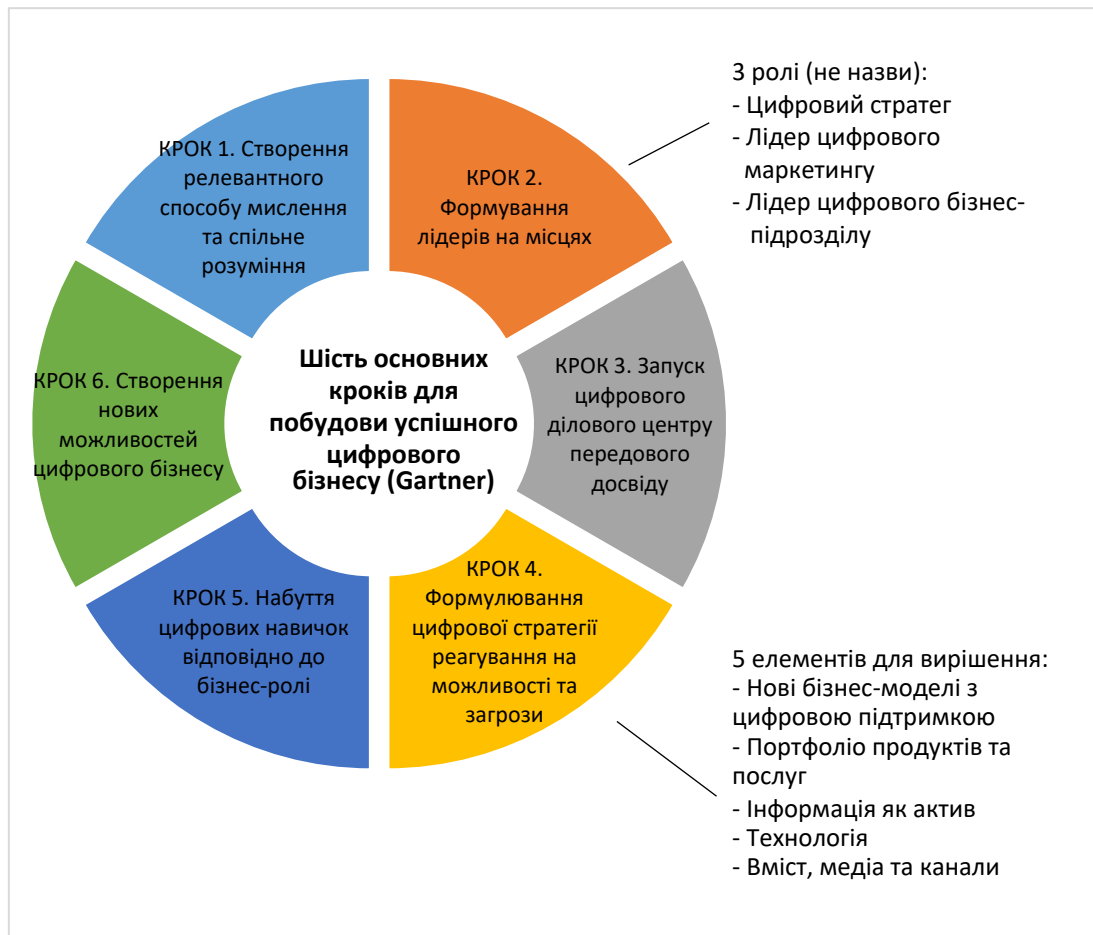 КРОК 1. Створення
релевантного
способу мислення
та спільне
розуміння
КРОК 2.
Формування
лідерів на місцях
3 ролі (не назви):
- Цифровий стратег
- Лідер цифрового
маркетингу
- Лідер цифрового бізнес-
підрозділу
КРОК 3. Запуск
цифрового
ділового центру
передового
досвіду
КРОК 4.
Формулювання
цифрової стратегії
реагування на
можливості та
загрози
5 елементів для вирішення:
- Нові бізнес-моделі з
цифровою підтримкою
- Портфоліо продуктів та
послуг
- Інформація як актив
- Технологія
- Вміст, медіа та канали
КРОК 5. Набуття
цифрових навичок
відповідно до
бізнес-ролі
КРОК 6. Створення
нових
можливостей
цифрового бізнесу
Шість основних
кроків для
побудови успішного
цифрового
бізнесу (Gartner)